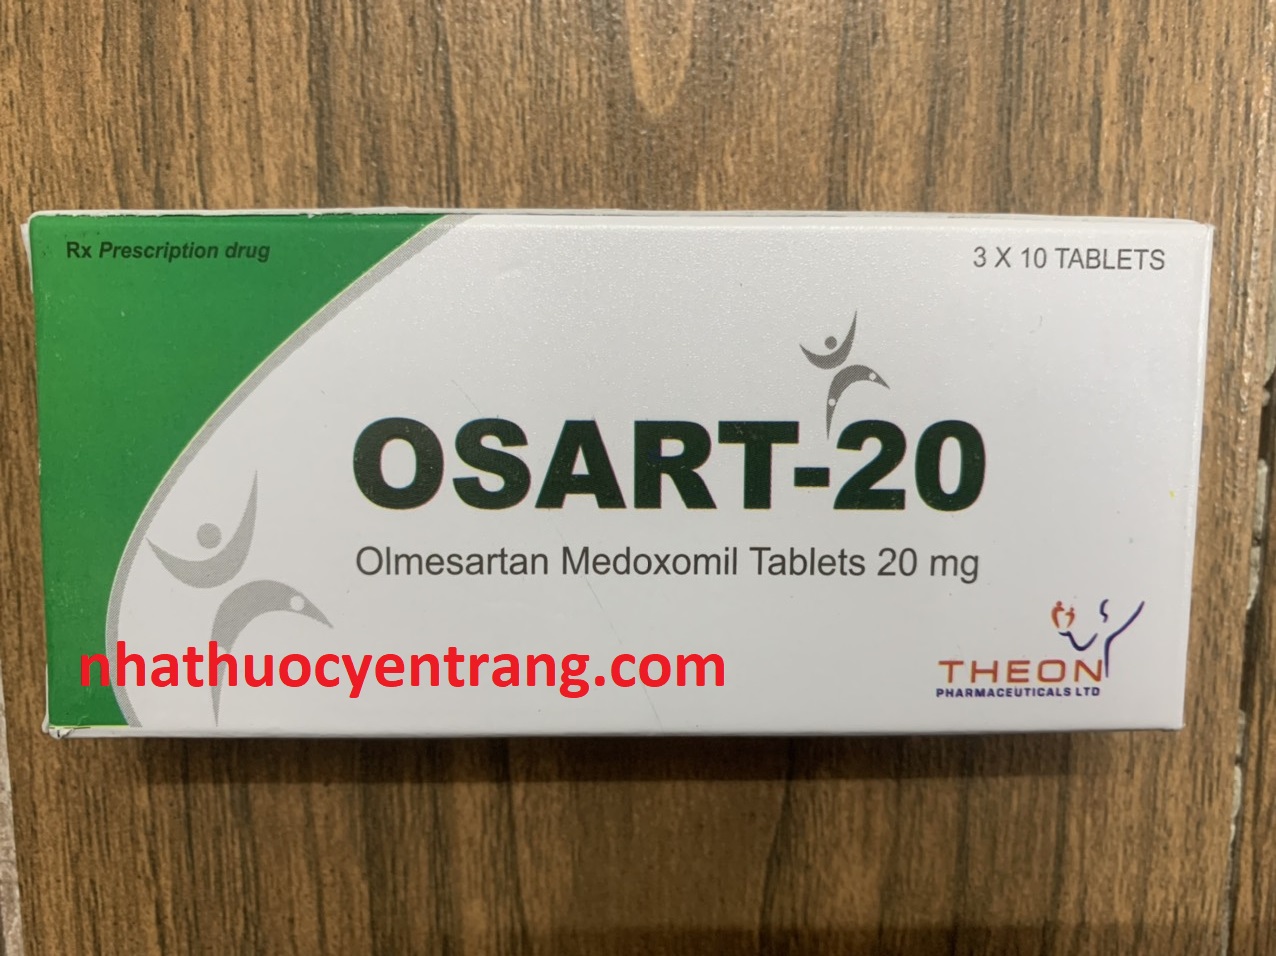 Rx Prescription drug
3 X 10 TABLETS
OSART-20
Olmesartan Medoxomil Tablets 20 mg
nhathuocyentrang.com
THEON
PHARMACEUTICALS LTD